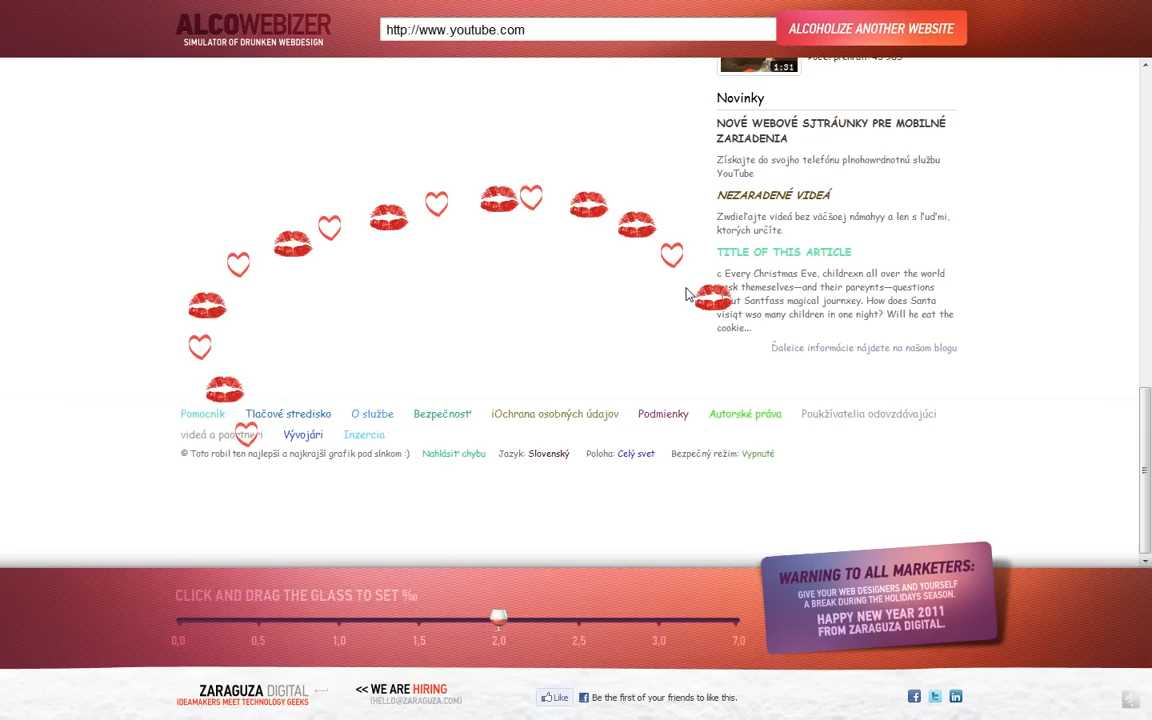 ALCOWEBIZER
SIMULATOR OF DRUNKEN WEBDESIGN
http://www.youtube.com
ALCOHOLIZE ANOTHER WEBSITE
1:31
Novinky
NOVÉ WEBOVÉ SJTRÁUNKY PRE MOBILNÉ
ZARIADENIA
Získajte do svojho telefónu plnohowrdnotnú službu
YouTube
NEZARADENÉ VIDEÁ
Zwdieľajte videá bez väčšoej námahyy a len s ľuďmi,
ktorých určíte
TITLE OF THIS ARTICLE
c Every Christmas Eve, childrexn all over the world
themeselves—and their pareynts—questions
Santfass magical journxey. How does Santa
visiqt wso many children in one night? Will he eat the
cookie...
Ďaleice informácie nájdete na našom blogu
Pomocník Tlačové stredisko O službe Bezpečnosť iOchrana osobných údajov Podmienky Autorské práva Poukžívatelia odovzdávajúci
videá a Vývojári Inzercia
© Toto robil ten najlepší a najkrajší grafik pod slnkom :) Nahlásiť chybu Jazyk: Slovenský Poloha: Celý svet Bezpečný režim: Vypnuté
CLICK AND DRAG THE GLASS TO SET ‰
0,0 0,5 1,0 1,5 2,0 2,5 3,0 7,0
WARNING TO ALL MARKETERS:
GIVE YOUR WEB DESIGNERS AND YOURSELF
A BREAK DURING THE HOLIDAYS SEASON.
HAPPY NEW YEAR 2011
FROM ZARAGUZA DIGITAL.
ZARAGUZA DIGITAL
IDEAMAKERS MEET TECHNOLOGY GEEKS
<< WE ARE HIRING
(HELLO@ZARAGUZA.COM)
Like
Be the first of your friends to like this.